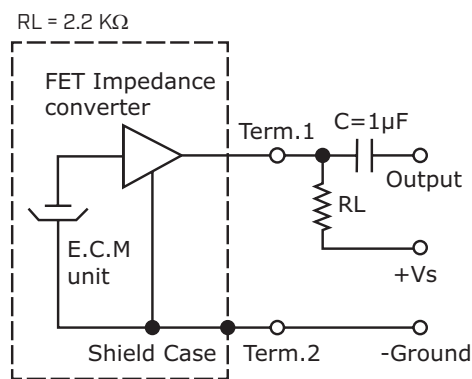 RL = 2.2 KΩ
FET Impedance
converter
Term.1
C=1µF
Output
RL
E.C.M
unit
+Vs
Shield Case
Term.2
-Ground